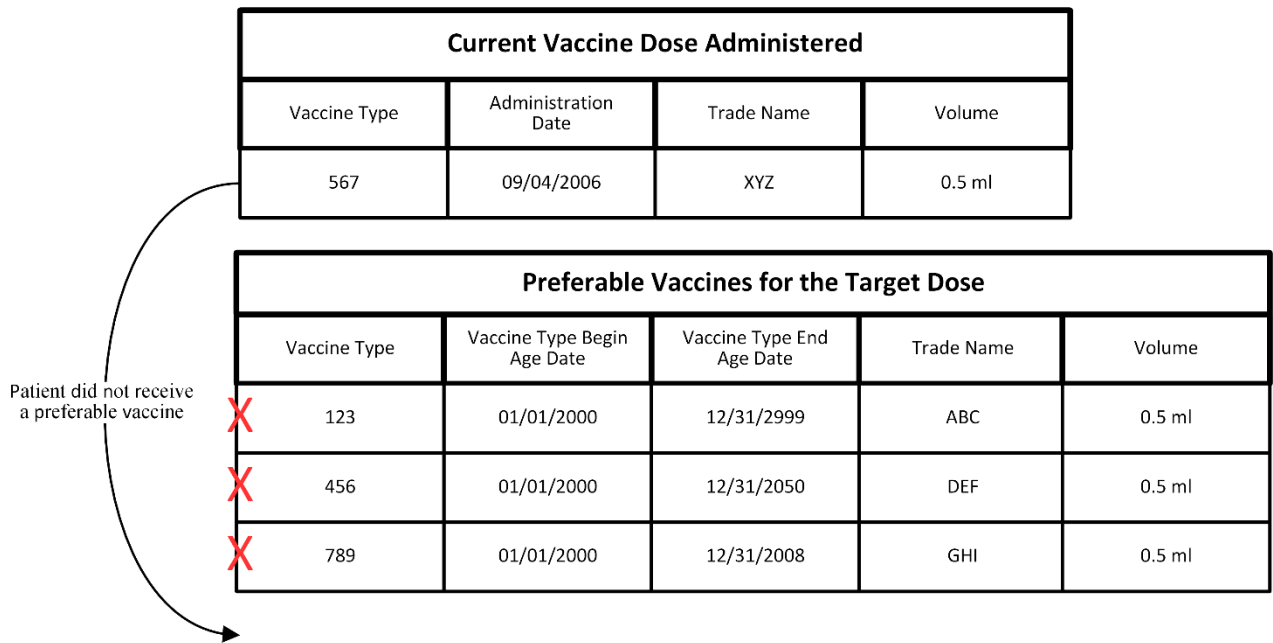 Current Vaccine Dose Administered
Vaccine Type
Administration
Date
Trade Name
Volume
567
09/04/2006
XYZ
0.5 ml
Preferable Vaccines for the Target Dose
Vaccine Type
Vaccine Type Begin
Age Date
Vaccine Type End
Age Date
Trade Name
Volume
Patient did not receive
a preferable vaccine
X
123
01/01/2000
12/31/2999
ABC
0.5 ml
X
456
01/01/2000
12/31/2050
DEF
0.5 ml
X
789
01/01/2000
12/31/2008
GHI
0.5 ml